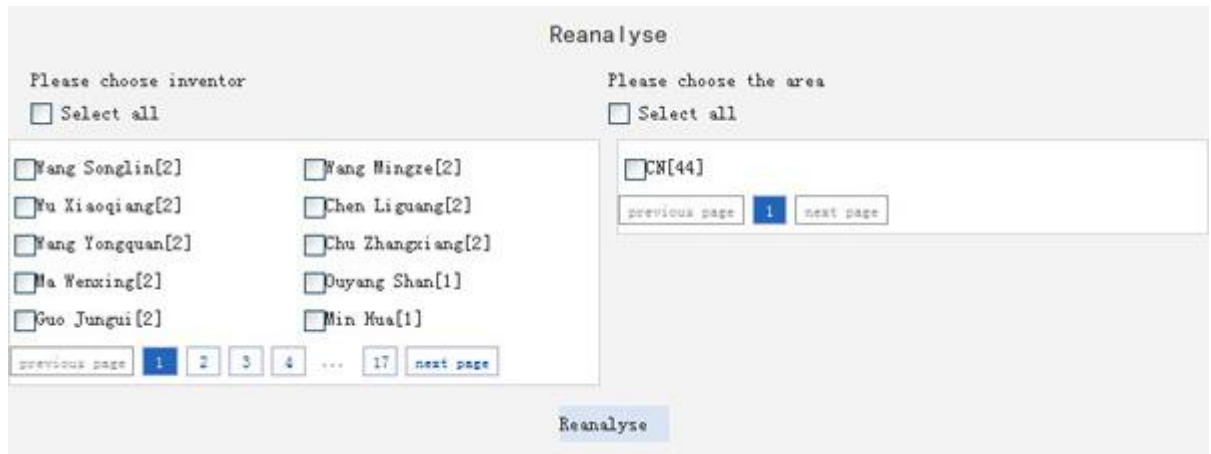 Reanalyse
Please choose inventor
Select all
Wang Songlin[2] Wang Mingze[2]
Wu Xiaoqiang[2] Chen Liguang[2]
Wang Yongquan[2] Chu Zhangxiang[2]
Ma Wenxing[2] Ouyang Shan[1]
Guo Jungui[2] Min Hua[1]
previous page 1 2 3 4 ... 17 next page
Please choose the area
Select all
CN[44]
previous page 1 next page
Reanalyse